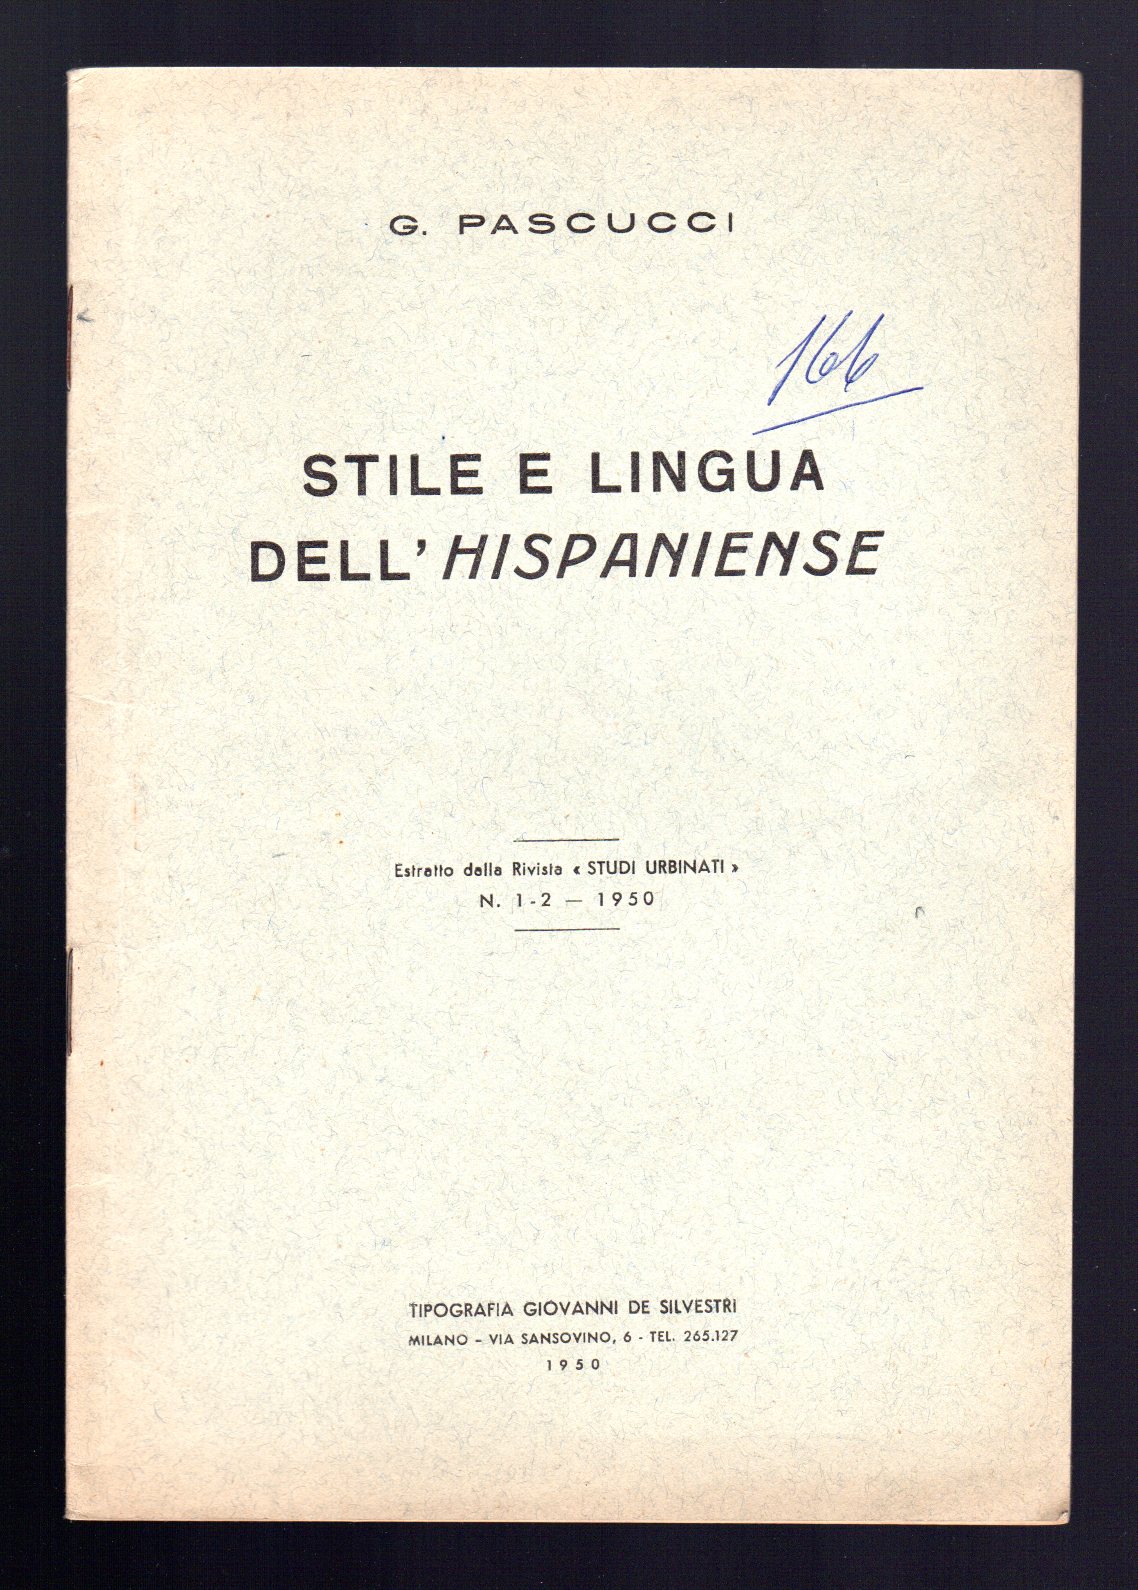 G. PASCUCCI
166
STILE E LINGUA
DELL'HISPANIENSE
Estratto dalla Rivista « STUDI URBINATI »
N. 1-2 — 1950
TIPOGRAFIA GIOVANNI DE SILVESTRI
MILANO - VIA SANSOVINO, 6 - TEL. 265.127
1950